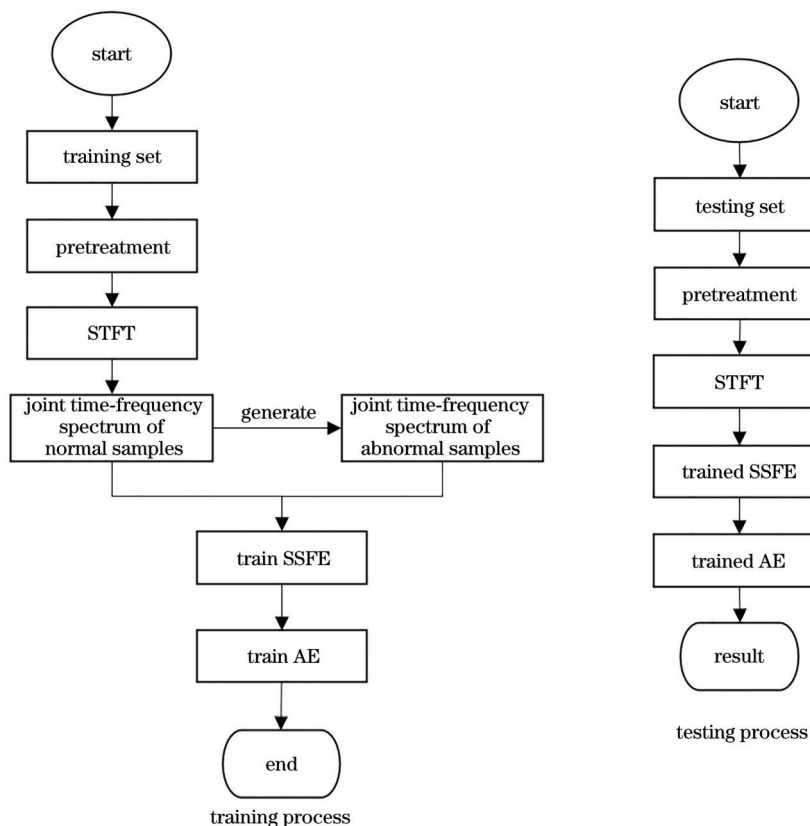 start
training set
pretreatment
STFT
joint time-frequency
spectrum of
normal samples
generate
joint time-frequency
spectrum of
abnormal samples
train SSFE
train AE
end
training process
start
testing set
pretreatment
STFT
trained SSFE
trained AE
result
testing process